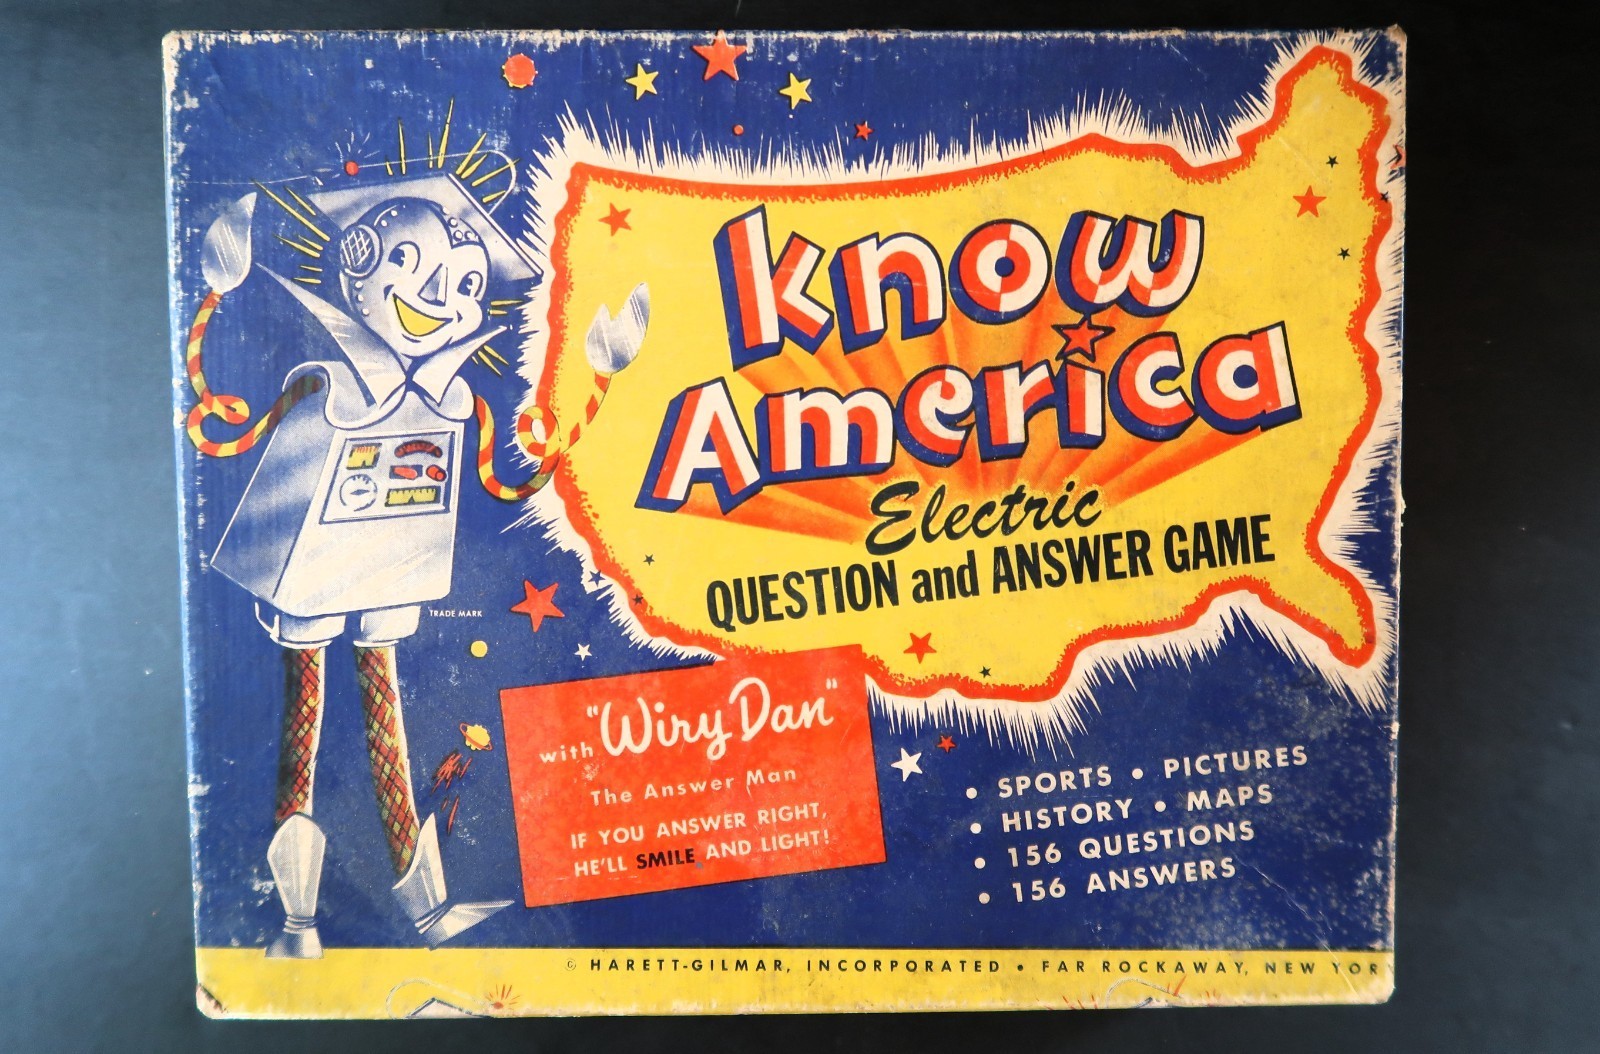 know
America
Electric
QUESTION and ANSWER GAME
TRADE MARK
with "Wiry Dan"
The Answer Man
IF YOU ANSWER RIGHT,
HE'LL SMILE AND LIGHT!
• SPORTS • PICTURES
• HISTORY • MAPS
• 156 QUESTIONS
• 156 ANSWERS
© HARETT-GILMAR, INCORPORATED • FAR ROCKAWAY, NEW YOR